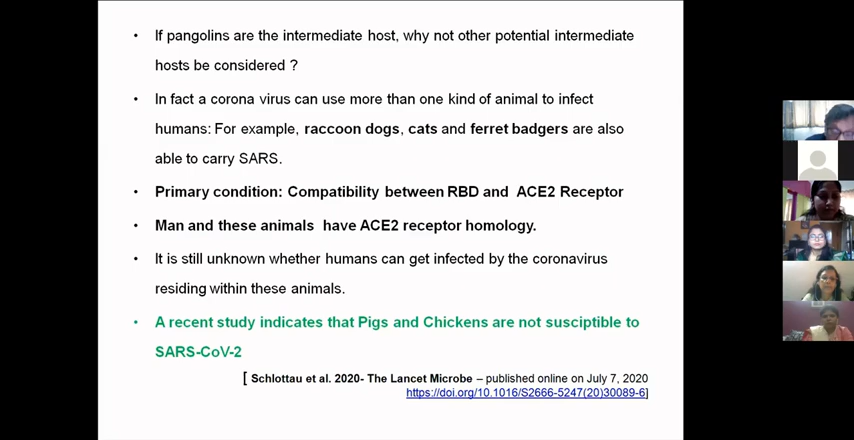 • If pangolins are the intermediate host, why not other potential intermediate
hosts be considered ?
• In fact a corona virus can use more than one kind of animal to infect
humans: For example, raccoon dogs, cats and ferret badgers are also
able to carry SARS.
• Primary condition: Compatibility between RBD and ACE2 Receptor
• Man and these animals have ACE2 receptor homology.
• It is still unknown whether humans can get infected by the coronavirus
residing within these animals.
• A recent study indicates that Pigs and Chickens are not susciptible to
SARS-CoV-2
[ Schlottau et al. 2020- The Lancet Microbe – published online on July 7, 2020
https://doi.org/10.1016/S2666-5247(20)30089-6]